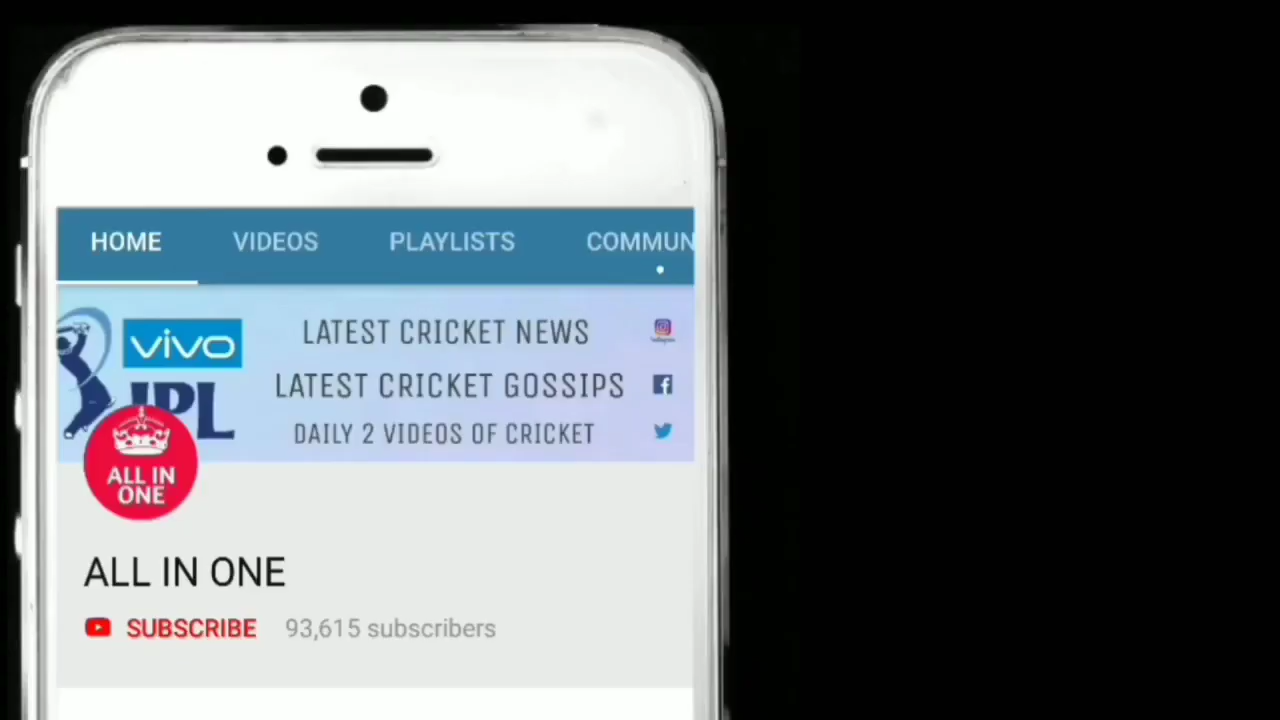 HOME VIDEOS PLAYLISTS COMMUN
vivo
IPL
LATEST CRICKET NEWS
LATEST CRICKET GOSSIPS
DAILY 2 VIDEOS OF CRICKET
ALL IN
ONE
ALL IN ONE
SUBSCRIBE 93,615 subscribers